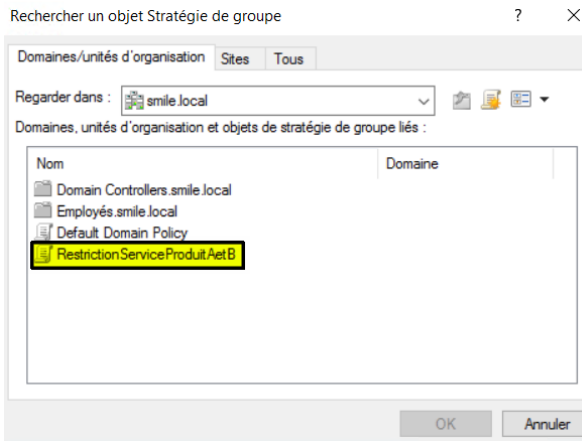 Rechercher un objet Stratégie de groupe ? ×
Domaines/unités d'organisation Sites Tous
Regarder dans : smile.local
Domaines, unités d'organisation et objets de stratégie de groupe liés :
Nom Domaine
Domain Controllers.smile.local
Employés.smile.local
Default Domain Policy
RestrictionServiceProduitAetB
OK Annuler